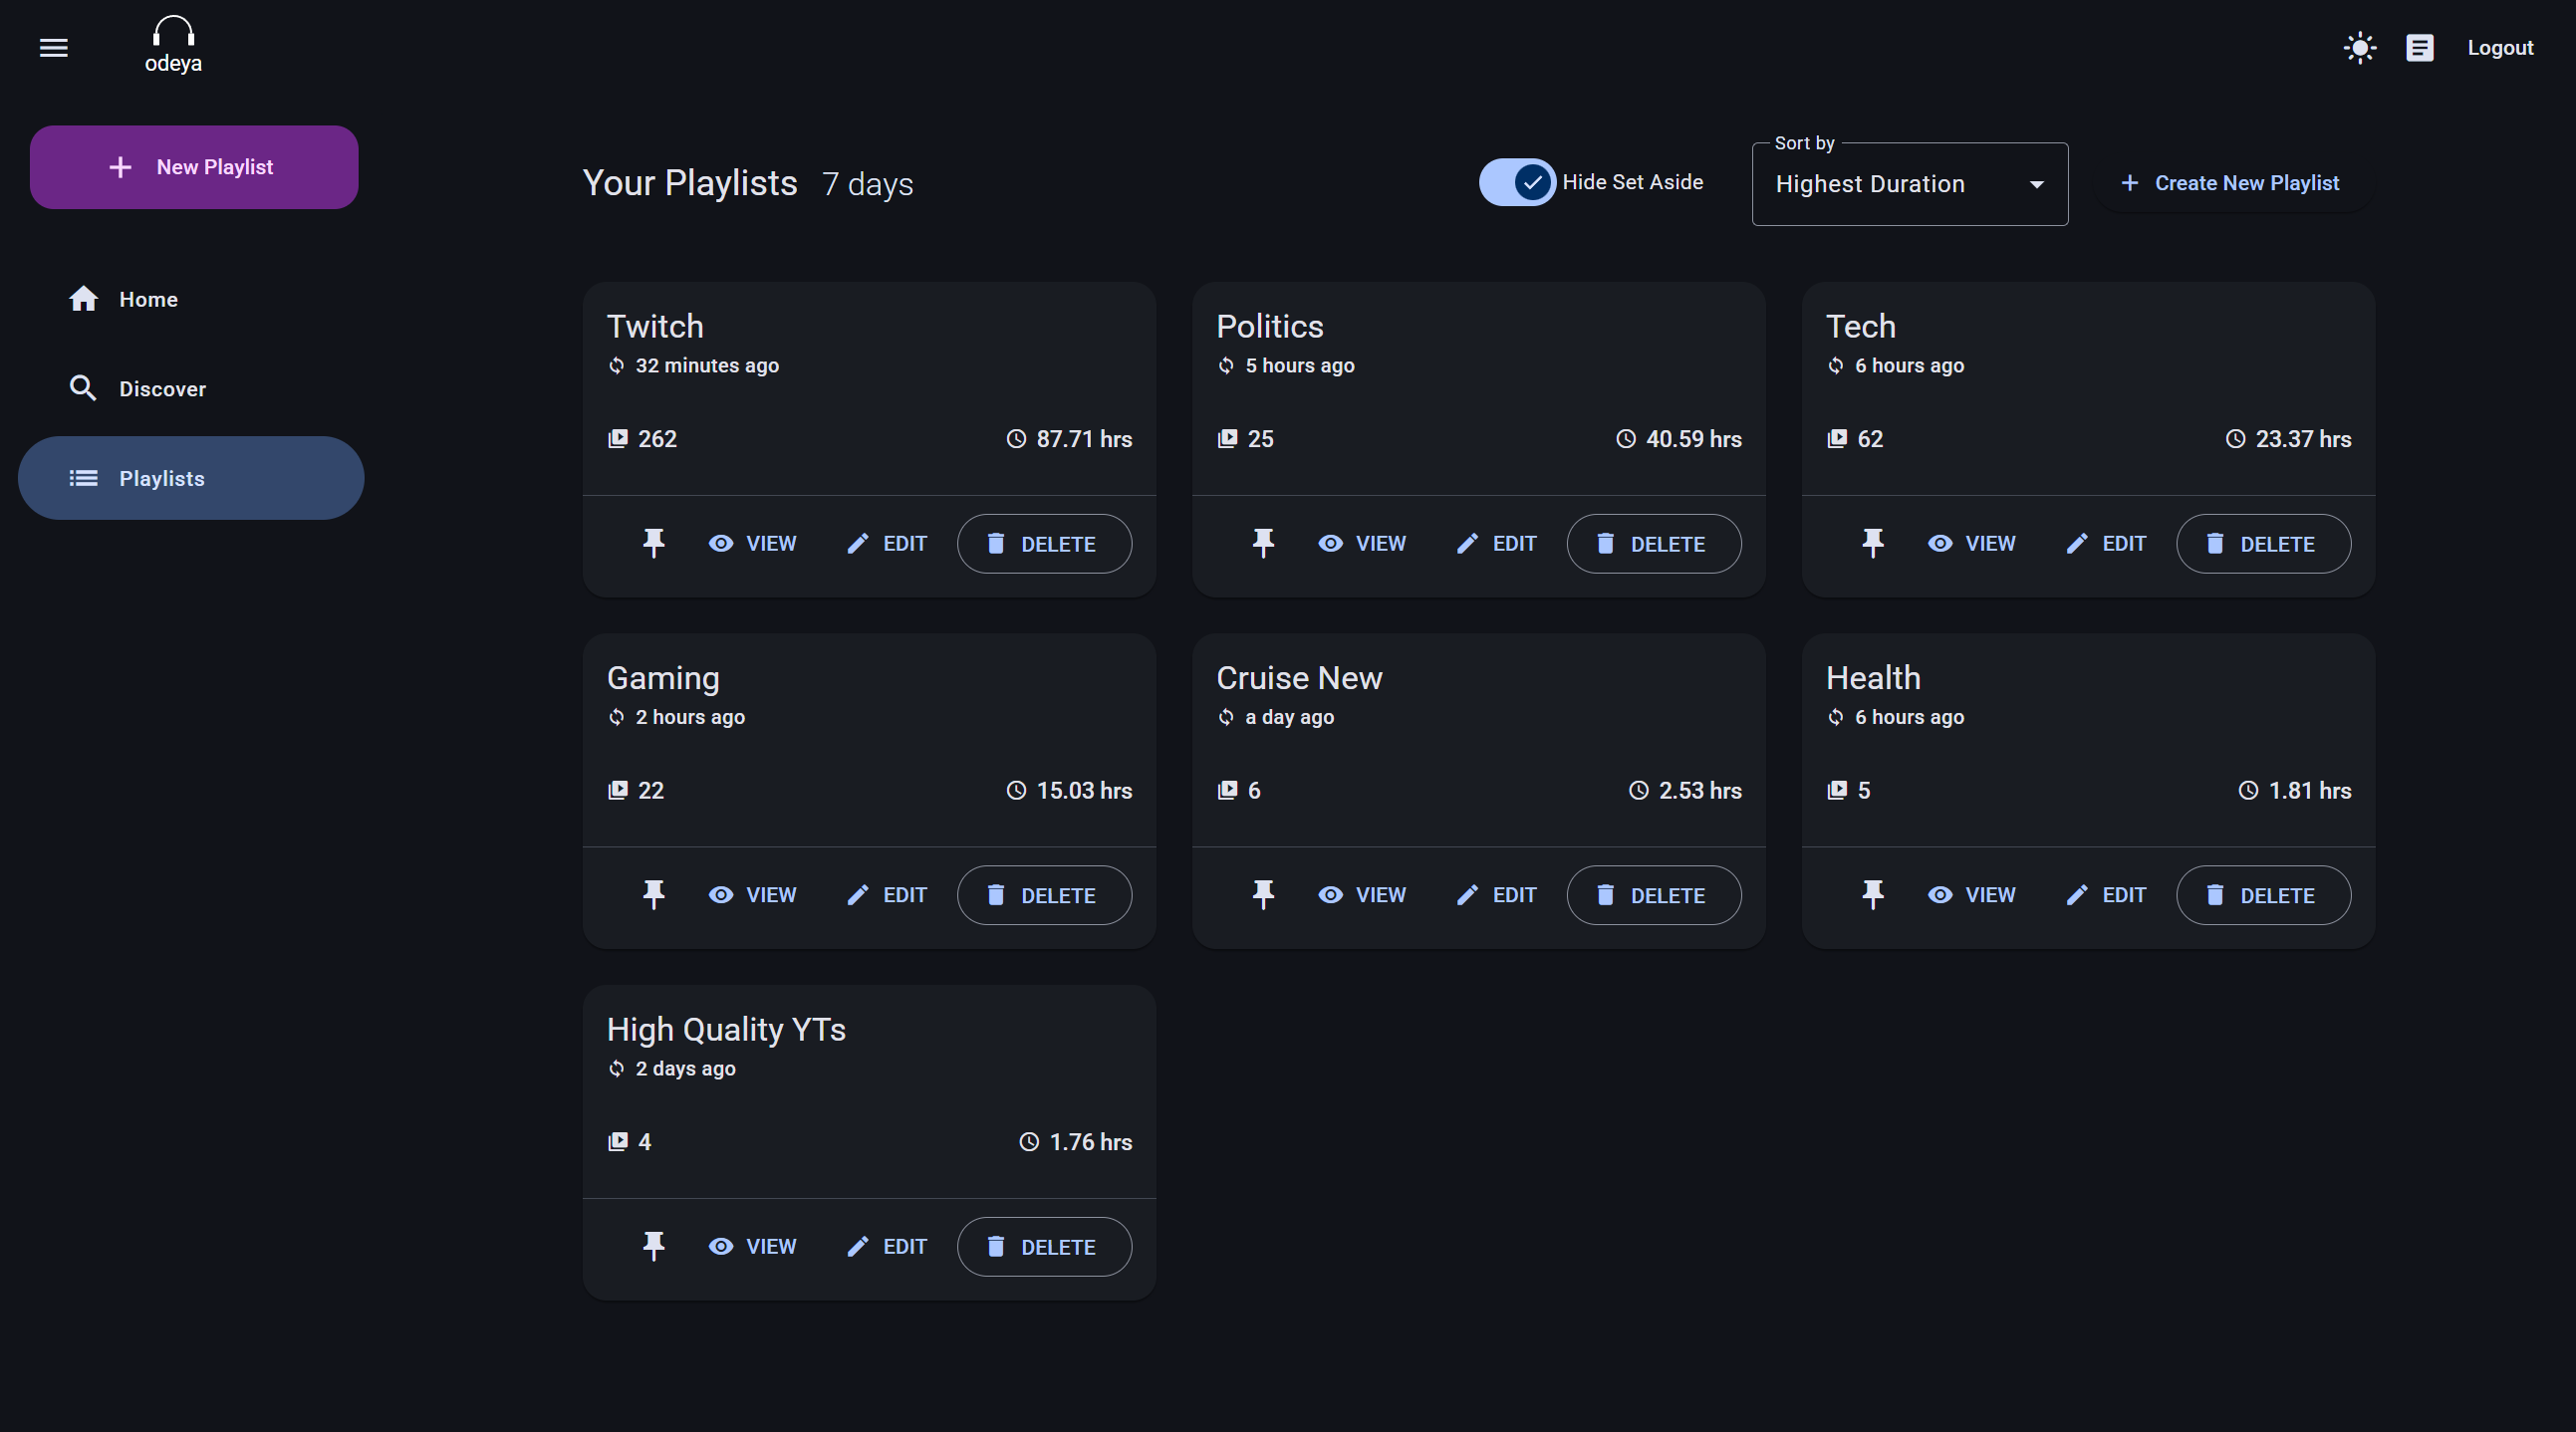 odeya
Logout
New Playlist
Home
Discover
Playlists
Your Playlists 7 days
Hide Set Aside
Sort by
Highest Duration
Create New Playlist
Twitch
32 minutes ago
262 87.71 hrs
VIEW EDIT DELETE
Politics
5 hours ago
25 40.59 hrs
VIEW EDIT DELETE
Tech
6 hours ago
62 23.37 hrs
VIEW EDIT DELETE
Gaming
2 hours ago
22 15.03 hrs
VIEW EDIT DELETE
Cruise New
a day ago
6 2.53 hrs
VIEW EDIT DELETE
Health
6 hours ago
5 1.81 hrs
VIEW EDIT DELETE
High Quality YTs
2 days ago
4 1.76 hrs
VIEW EDIT DELETE